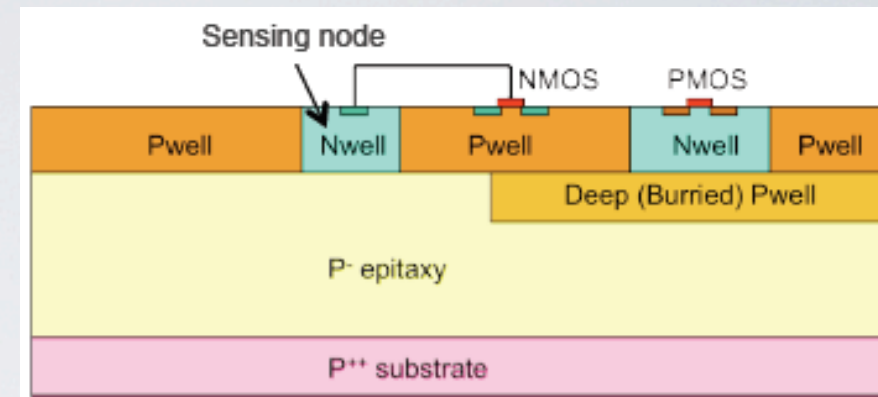 Sensing node
NMOS PMOS
Pwell Nwell Pwell Nwell Pwell
Deep (Burried) Pwell
P- epitaxy
P++ substrate